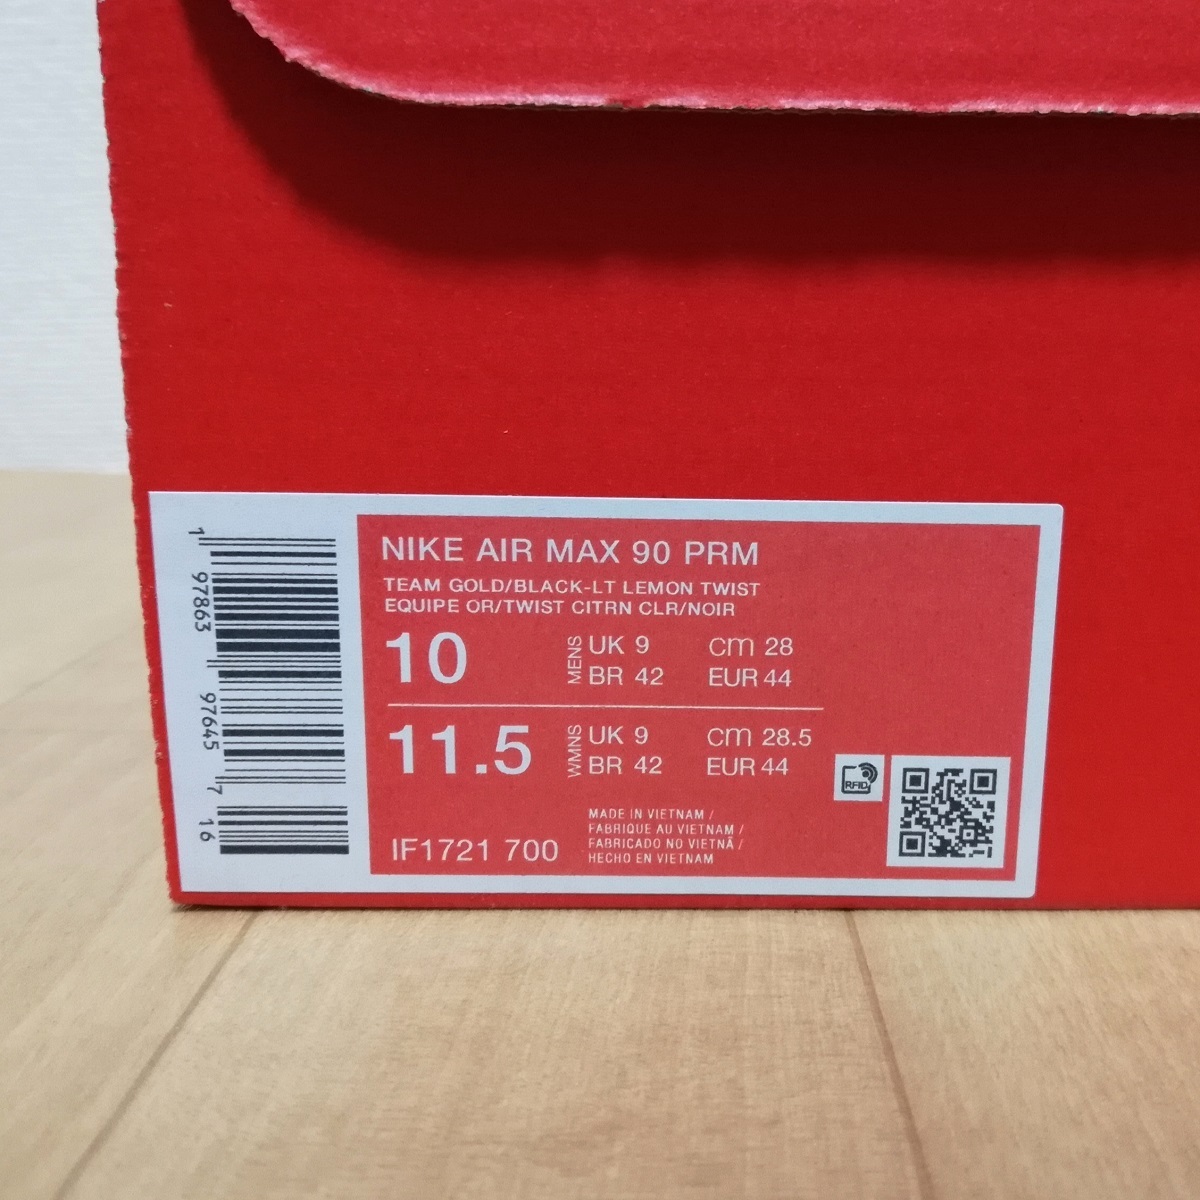 NIKE AIR MAX 90 PRM
TEAM GOLD/BLACK-LT LEMON TWIST
EQUIPE OR/TWIST CITRN CLR/NOIR
10
MENS
UK 9
cm 28
BR 42
EUR 44
11.5
WMNS
UK 9
cm 28.5
BR 42
EUR 44
IF1721 700
MADE IN VIETNAM /
FABRIQUE AU VIETNAM /
FABRICADO NO VIETNÃ /
HECHO EN VIETNAM
RFID
1 97863 97645 7 16